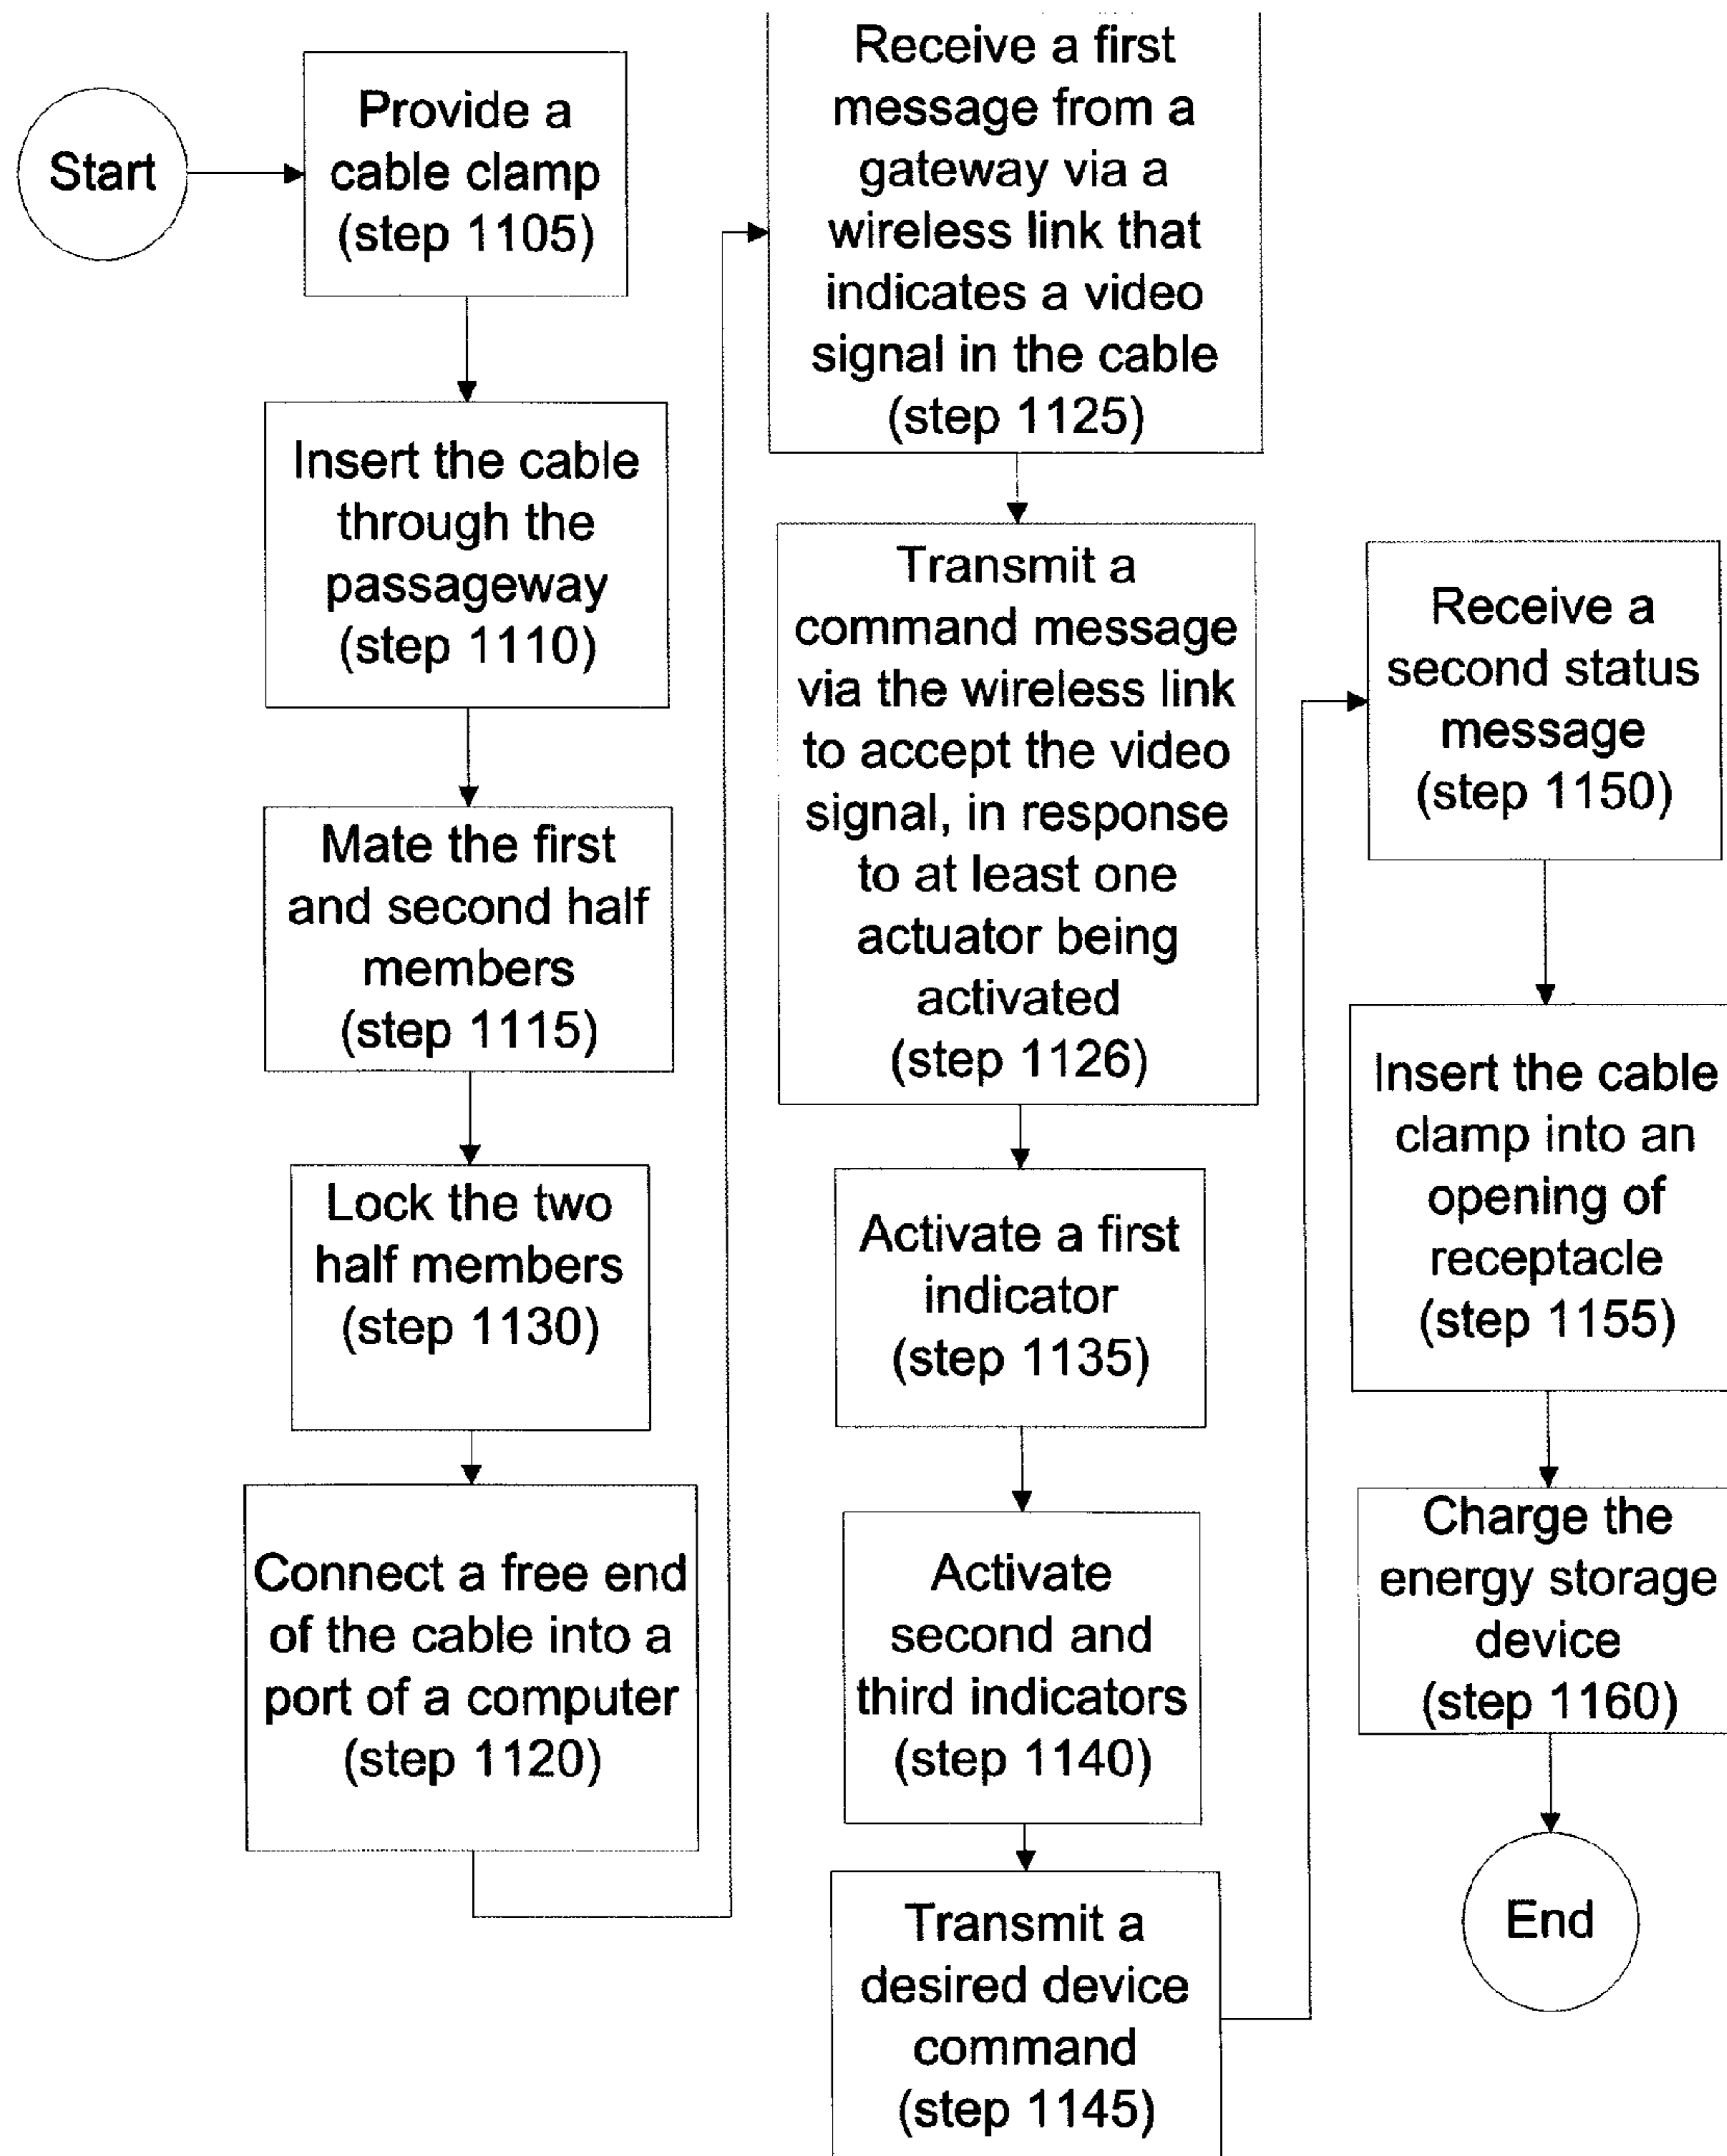 Start
Provide a
cable clamp
(step 1105)
Insert the cable
through the
passageway
(step 1110)
Mate the first
and second half
members
(step 1115)
Lock the two
half members
(step 1130)
Connect a free end
of the cable into a
port of a computer
(step 1120)
Receive a first
message from a
gateway via a
wireless link that
indicates a video
signal in the cable
(step 1125)
Transmit a
command message
via the wireless link
to accept the video
signal, in response
to at least one
actuator being
activated
(step 1126)
Activate a first
indicator
(step 1135)
Activate
second and
third indicators
(step 1140)
Transmit a
desired device
command
(step 1145)
Receive a
second status
message
(step 1150)
Insert the cable
clamp into an
opening of
receptacle
(step 1155)
Charge the
energy storage
device
(step 1160)
End